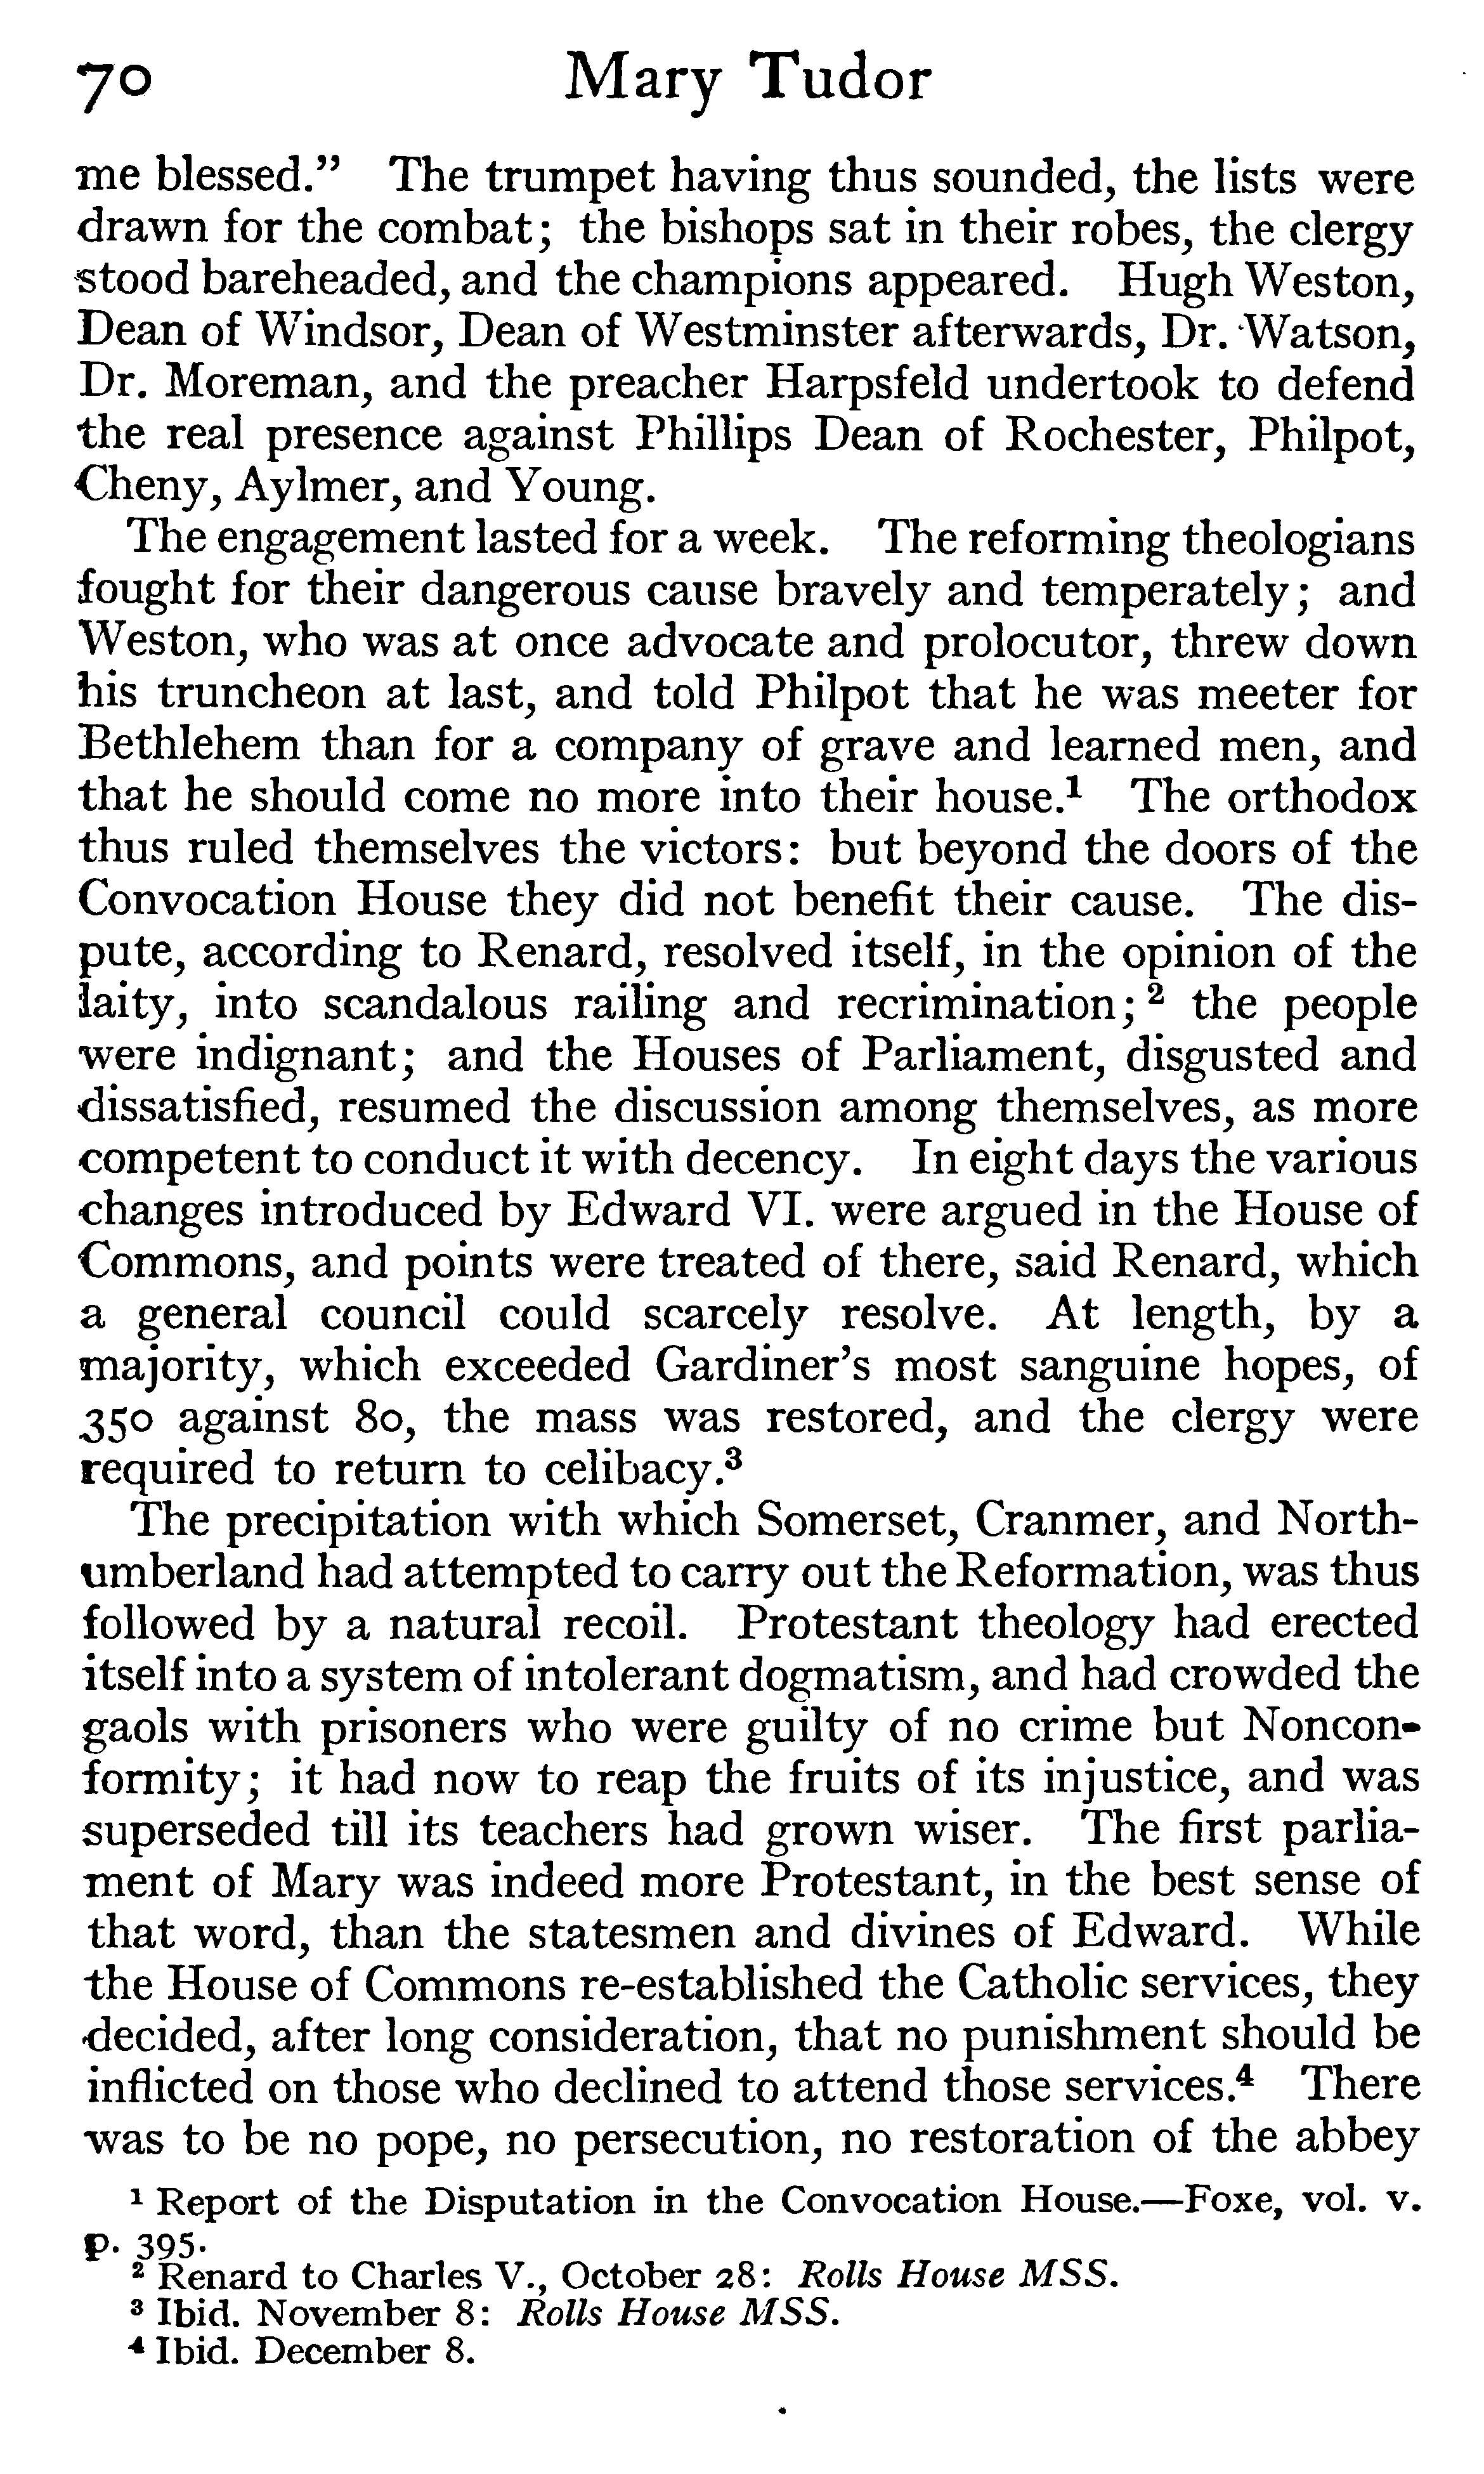 70 Mary Tudor
me blessed.” The trumpet having thus sounded, the lists were
drawn for the combat; the bishops sat in their robes, the clergy
stood bareheaded, and the champions appeared. Hugh Weston,
Dean of Windsor, Dean of Westminster afterwards, Dr. Watson,
Dr. Moreman, and the preacher Harpsfeld undertook to defend
the real presence against Phillips Dean of Rochester, Philpot,
Cheny, Aylmer, and Young.
The engagement lasted for a week. The reforming theologians
fought for their dangerous cause bravely and temperately; and
Weston, who was at once advocate and prolocutor, threw down
his truncheon at last, and told Philpot that he was meeter for
Bethlehem than for a company of grave and learned men, and
that he should come no more into their house.¹ The orthodox
thus ruled themselves the victors: but beyond the doors of the
Convocation House they did not benefit their cause. The dis-
pute, according to Renard, resolved itself, in the opinion of the
laity, into scandalous railing and recrimination;² the people
were indignant; and the Houses of Parliament, disgusted and
dissatisfied, resumed the discussion among themselves, as more
competent to conduct it with decency. In eight days the various
changes introduced by Edward VI. were argued in the House of
Commons, and points were treated of there, said Renard, which
a general council could scarcely resolve. At length, by a
majority, which exceeded Gardiner’s most sanguine hopes, of
350 against 80, the mass was restored, and the clergy were
required to return to celibacy.³
The precipitation with which Somerset, Cranmer, and North-
umberland had attempted to carry out the Reformation, was thus
followed by a natural recoil. Protestant theology had erected
itself into a system of intolerant dogmatism, and had crowded the
gaols with prisoners who were guilty of no crime but Noncon-
formity; it had now to reap the fruits of its injustice, and was
superseded till its teachers had grown wiser. The first parlia-
ment of Mary was indeed more Protestant, in the best sense of
that word, than the statesmen and divines of Edward. While
the House of Commons re-established the Catholic services, they
decided, after long consideration, that no punishment should be
inflicted on those who declined to attend those services.⁴ There
was to be no pope, no persecution, no restoration of the abbey
¹ Report of the Disputation in the Convocation House.—Foxe, vol. v.
p. 395.
² Renard to Charles V., October 28: Rolls House MSS.
³ Ibid. November 8: Rolls House MSS.
⁴ Ibid. December 8.